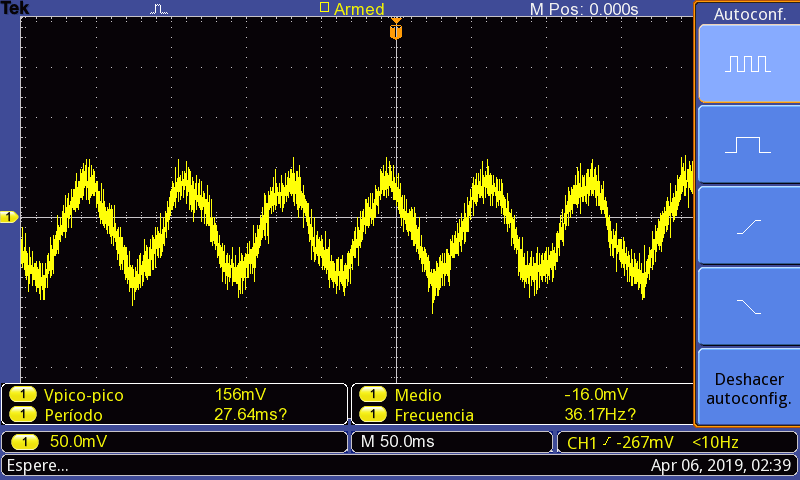 Tek Armed M Pos: 0.000s
Autoconf.
T
1
1 Vpico-pico 156mV
1 Período 27.64ms?
1 Medio -16.0mV
1 Frecuencia 36.17Hz?
Deshacer
autoconfig.
1 50.0mV M 50.0ms CH1 -267mV <10Hz
Espere... Apr 06, 2019, 02:39